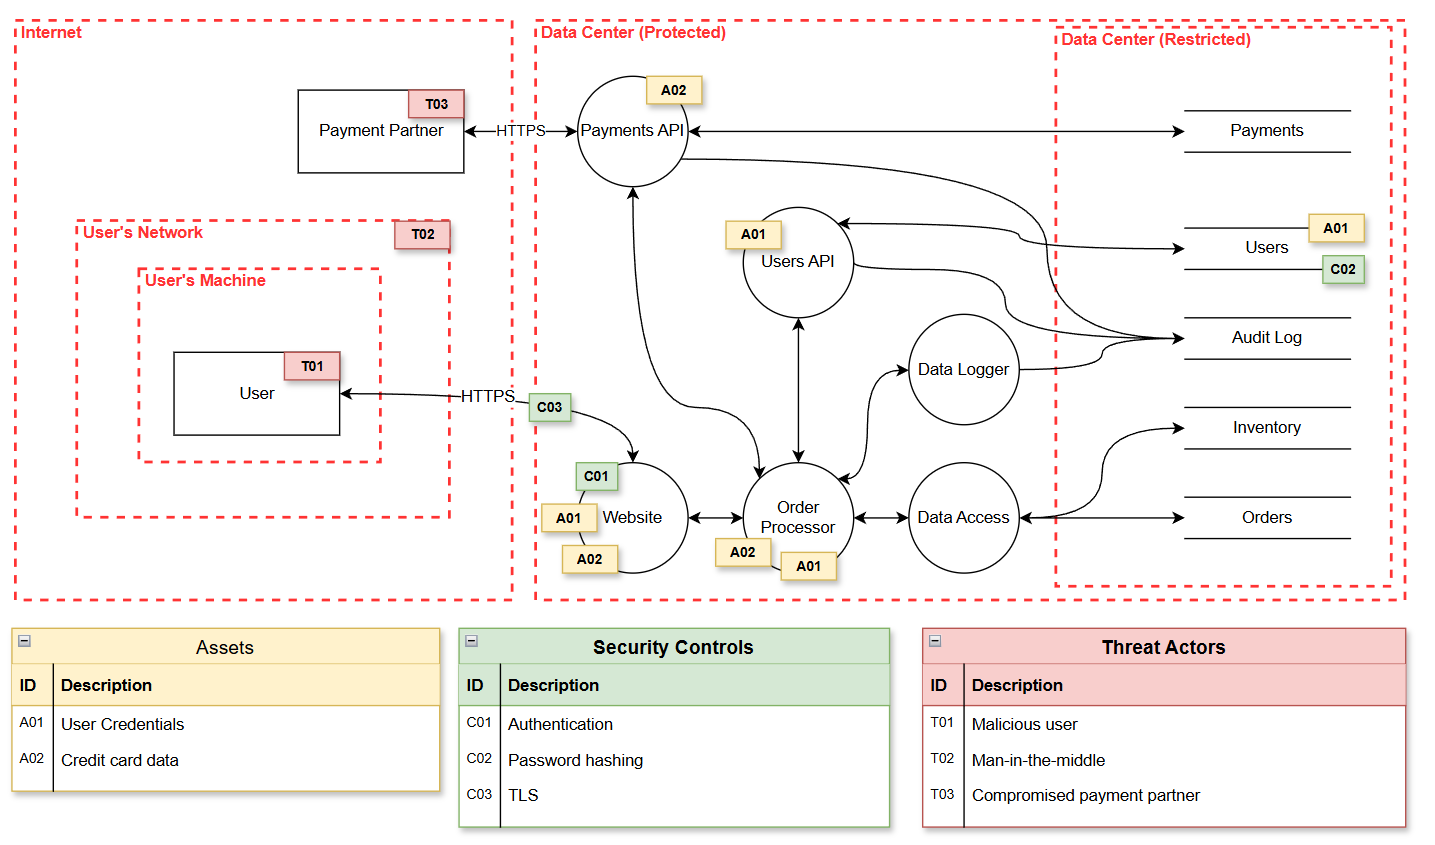 Internet
Data Center (Protected)
Data Center (Restricted)
A02
T03
Payment Partner
HTTPS
Payments API
Payments
User's Network
T02
A01
Users API
A01
Users
C02
User's Machine
Audit Log
T01
User
HTTPS
C03
Data Logger
Inventory
C01
A01
Website
A02
Order
Processor
A02
A01
Data Access
Orders
Assets
ID Description
A01 User Credentials
A02 Credit card data
Security Controls
ID Description
C01 Authentication
C02 Password hashing
C03 TLS
Threat Actors
ID Description
T01 Malicious user
T02 Man-in-the-middle
T03 Compromised payment partner